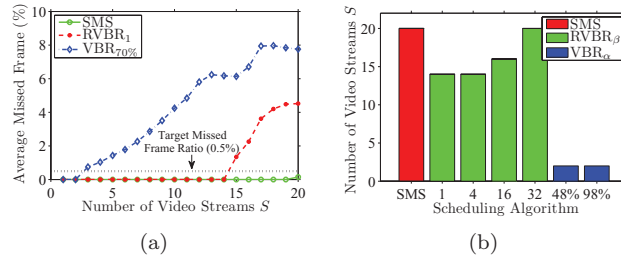 Average Missed Frame (%)
10
8
6
4
2
0
SMS
RVBR1
VBR70%
Target Missed
Frame Ratio (0.5%)
0 5 10 15 20
Number of Video Streams S
(a)
Number of Video Streams S
20
15
10
5
0
SMS
RVBRβ
VBRα
SMS 1 4 16 32 48% 98%
Scheduling Algorithm
(b)